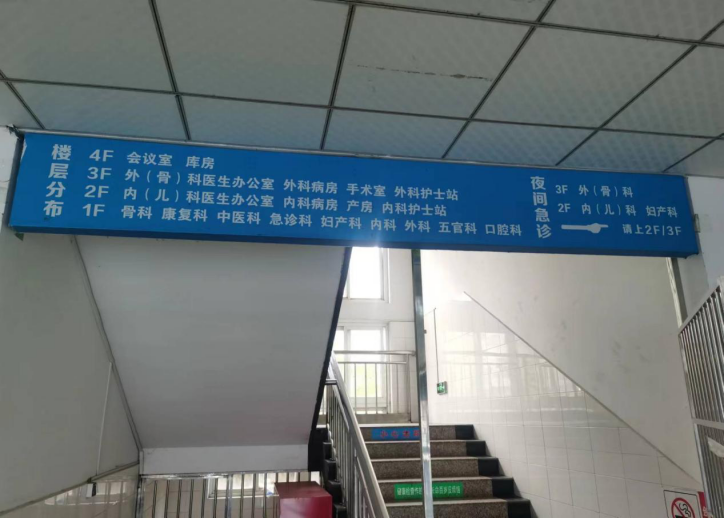 楼层分布
4F 会议室 库房
3F 外（骨）科医生办公室 外科病房 手术室 外科护士站
2F 内（儿）科医生办公室 内科病房 产房 内科护士站
1F 骨科 康复科 中医科 急诊科 妇产科 内科 外科 五官科 口腔科
夜间急诊
3F 外（骨）科
2F 内（儿）科 妇产科
请上2F/3F